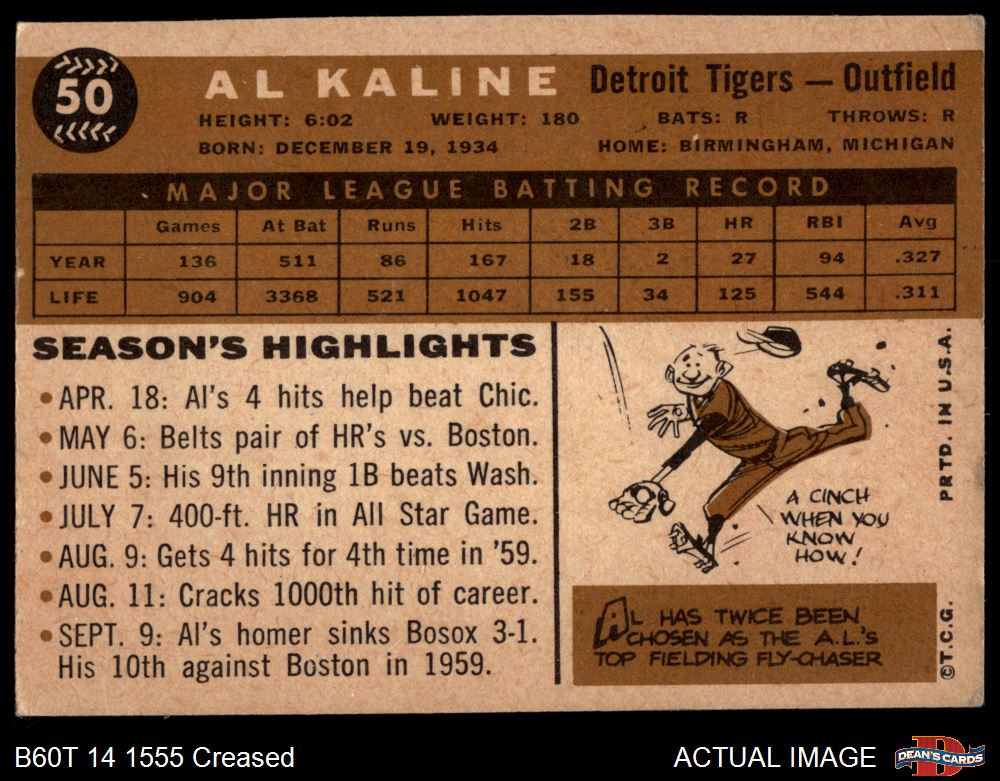 50
AL KALINE Detroit Tigers — Outfield
HEIGHT: 6:02 WEIGHT: 180 BATS: R THROWS: R
BORN: DECEMBER 19, 1934 HOME: BIRMINGHAM, MICHIGAN
MAJOR LEAGUE BATTING RECORD
Games At Bat Runs Hits 2B 3B HR RBI Avg
YEAR 136 511 86 167 18 2 27 94 .327
LIFE 904 3368 521 1047 155 34 125 544 .311
SEASON'S HIGHLIGHTS
• APR. 18: Al's 4 hits help beat Chic.
• MAY 6: Belts pair of HR's vs. Boston.
• JUNE 5: His 9th inning 1B beats Wash.
• JULY 7: 400-ft. HR in All Star Game.
• AUG. 9: Gets 4 hits for 4th time in '59.
• AUG. 11: Cracks 1000th hit of career.
• SEPT. 9: Al's homer sinks Bosox 3-1.
His 10th against Boston in 1959.
A CINCH
WHEN YOU
KNOW
HOW!
AL HAS TWICE BEEN
CHOSEN AS THE A.L.'S
TOP FIELDING FLY-CHASER
PRTD. IN U.S.A.
©T.C.G.
B60T 14 1555 Creased
ACTUAL IMAGE
D
DEAN'S CARDS